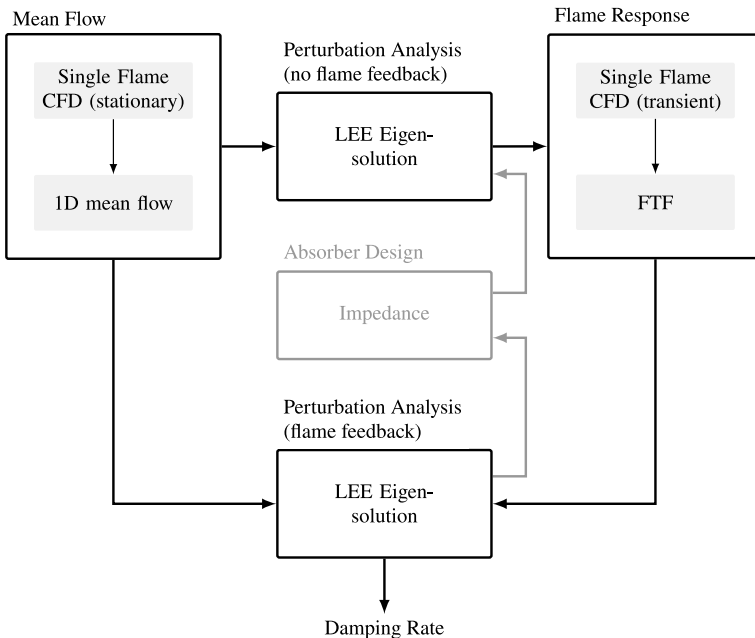 Mean Flow
Single Flame
CFD (stationary)
1D mean flow
Perturbation Analysis
(no flame feedback)
LEE Eigen-
solution
Flame Response
Single Flame
CFD (transient)
FTF
Absorber Design
Impedance
Perturbation Analysis
(flame feedback)
LEE Eigen-
solution
Damping Rate